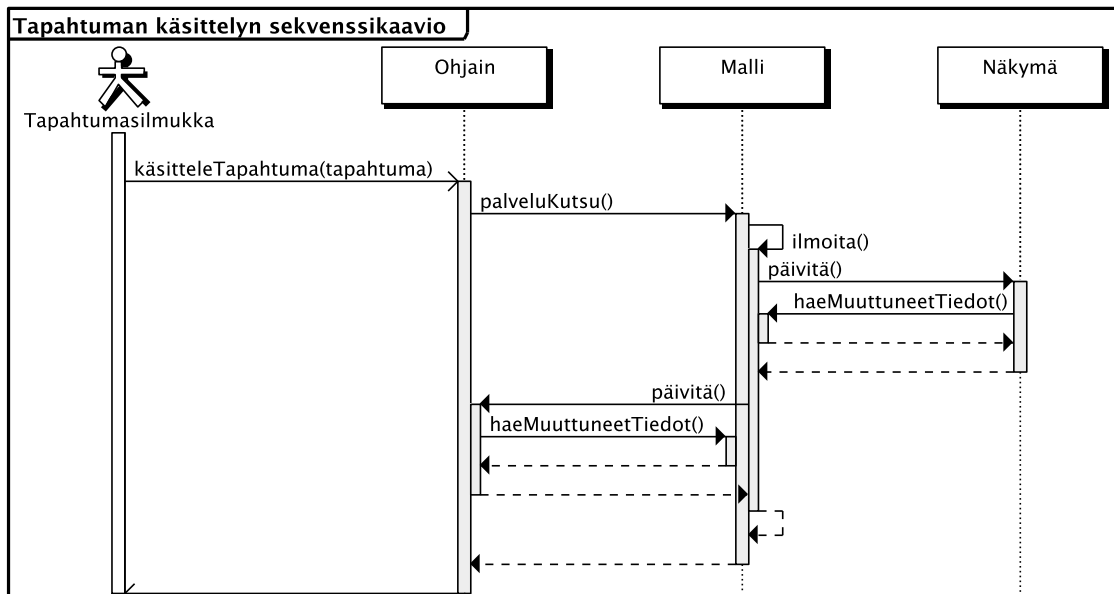 Tapahtuman käsittelyn sekvenssikaavio
Ohjain
Malli
Näkymä
Tapahtumasilmukka
käsitteleTapahtuma(tapahtuma)
palveluKutsu()
ilmoita()
päivitä()
haeMuuttuneetTiedot()
päivitä()
haeMuuttuneetTiedot()